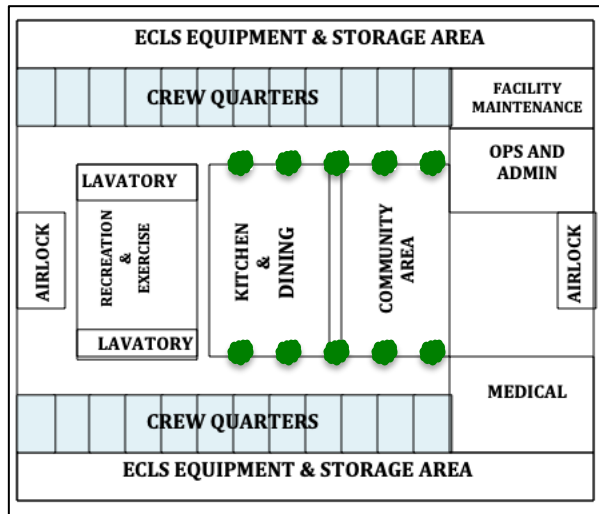 ECLS EQUIPMENT & STORAGE AREA
CREW QUARTERS
FACILITY
MAINTENANCE
OPS AND
ADMIN
LAVATORY
AIRLOCK
RECREATION
&
EXERCISE
KITCHEN
&
DINING
COMMUNITY
AREA
AIRLOCK
LAVATORY
MEDICAL
CREW QUARTERS
ECLS EQUIPMENT & STORAGE AREA